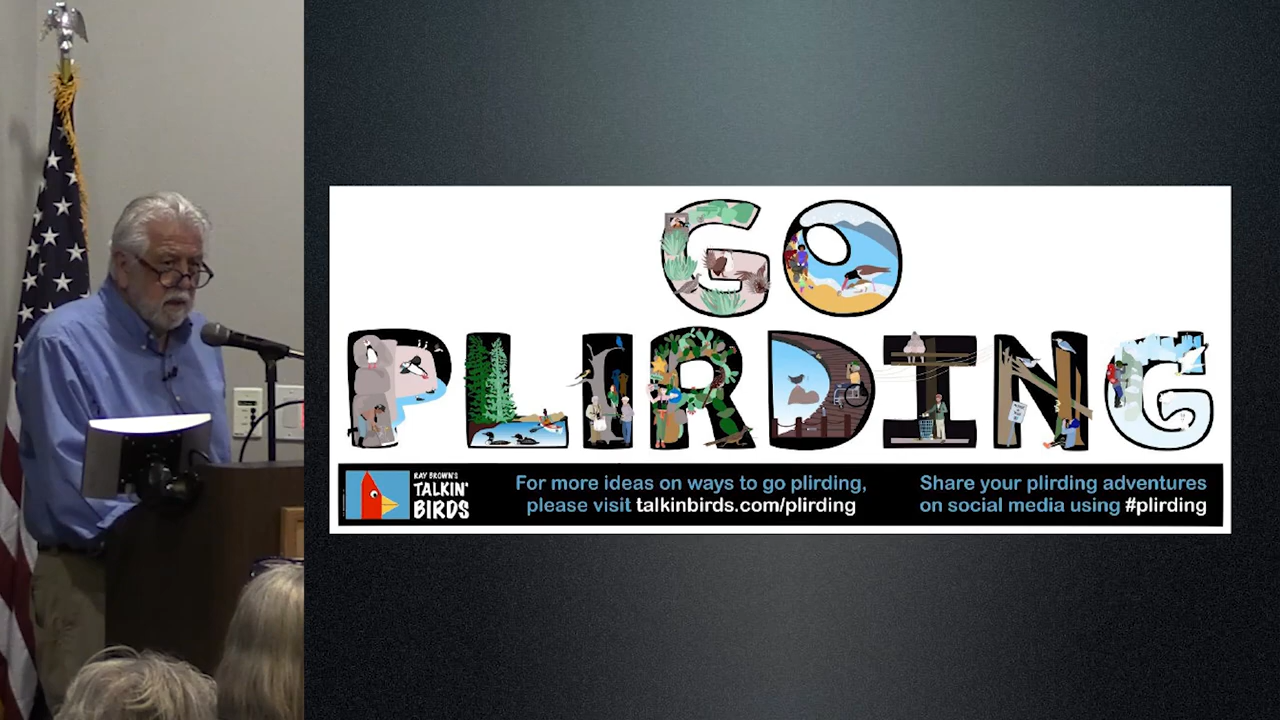 GO
PLIRDING
RAY BROWN'S
TALKIN'
BIRDS
For more ideas on ways to go plirding,
please visit talkinbirds.com/plirding
Share your plirding adventures
on social media using #plirding